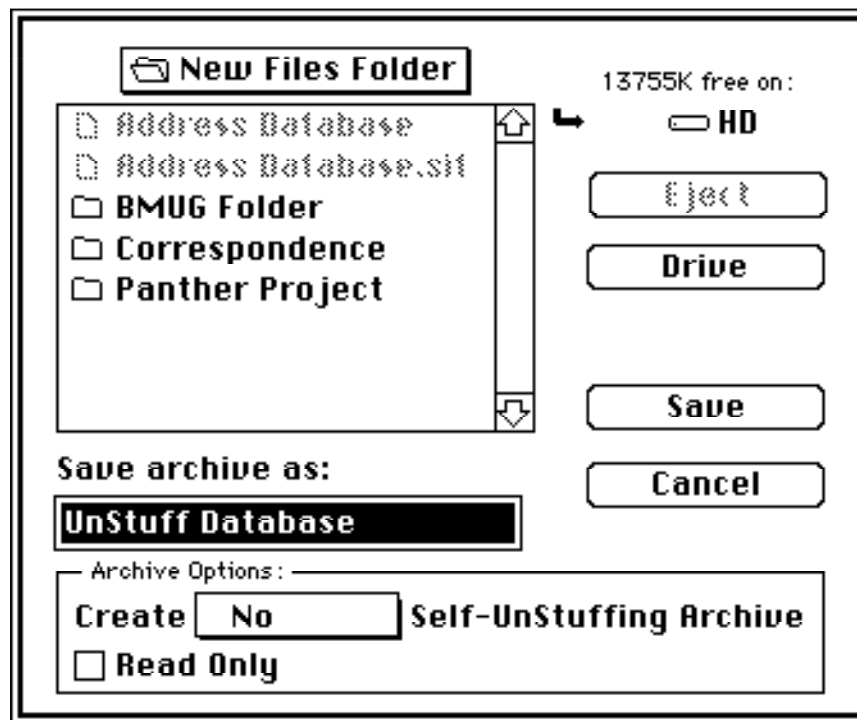 New Files Folder
13755K free on:
HD
Address Database
Address Database.sit
BMUG Folder
Correspondence
Panther Project
Eject
Drive
Save
Cancel
Save archive as:
UnStuff Database
Archive Options:
Create No Self-UnStuffing Archive
Read Only